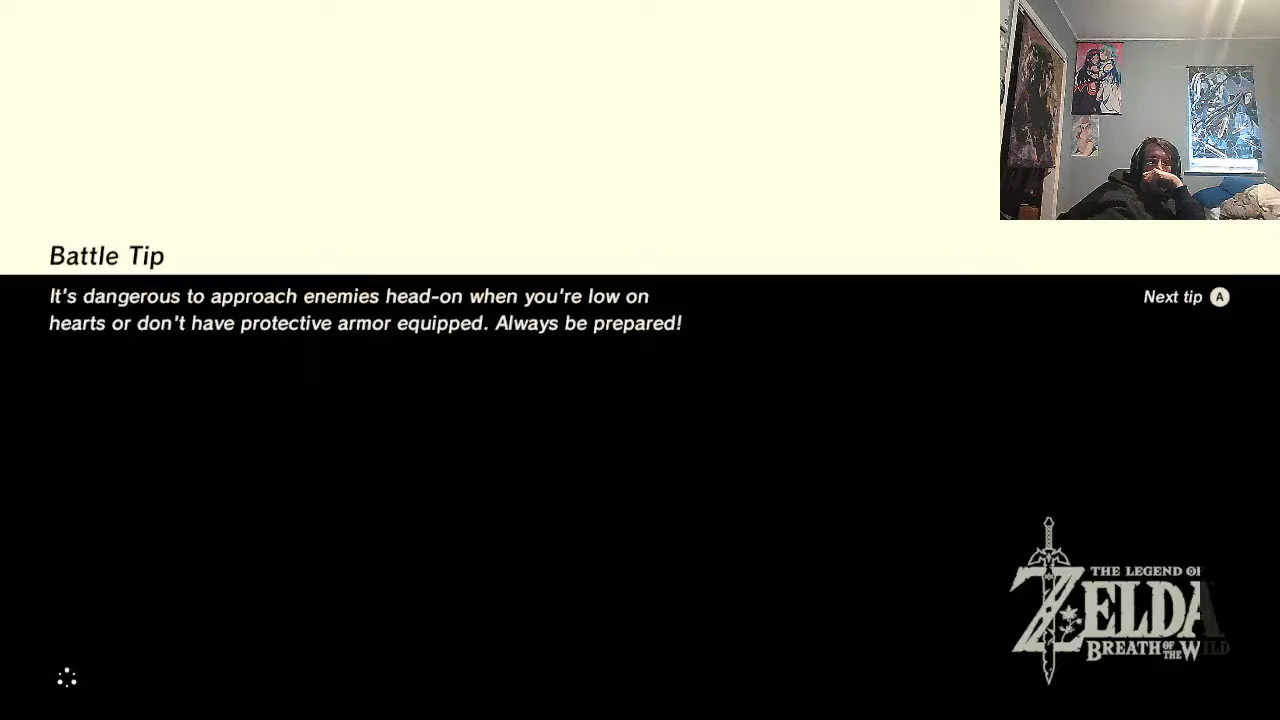 Battle Tip
It's dangerous to approach enemies head-on when you're low on
hearts or don't have protective armor equipped. Always be prepared!
Next tip A
THE LEGEND OF
ZELDA
BREATH OF THE WILD